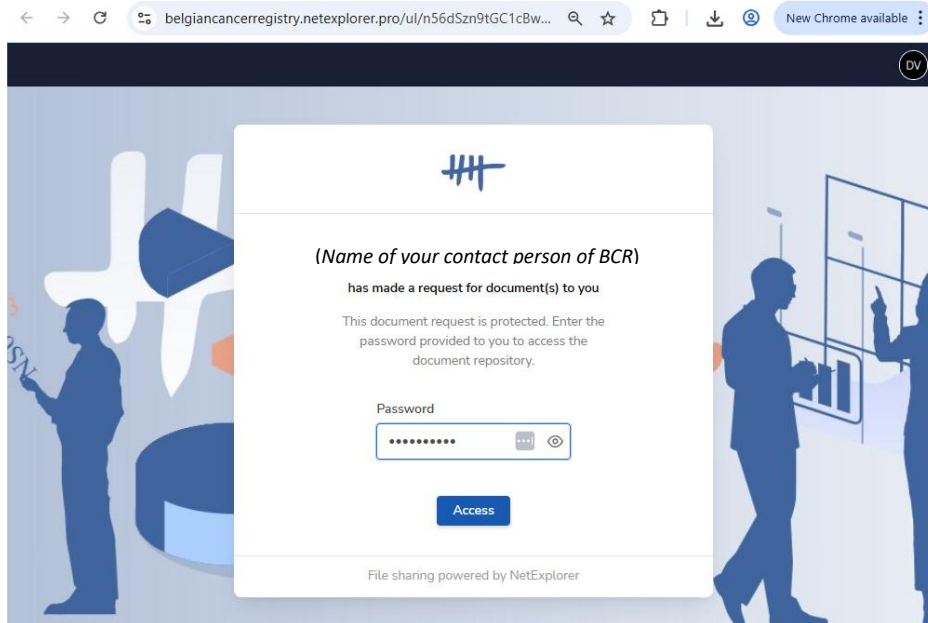 belgiancancerregistry.netexplorer.pro/ul/n56dSzn9tGC1cBw...
New Chrome available
DV
(Name of your contact person of BCR)
has made a request for document(s) to you
This document request is protected. Enter the
password provided to you to access the
document repository.
Password
••••••••••
Access
File sharing powered by NetExplorer